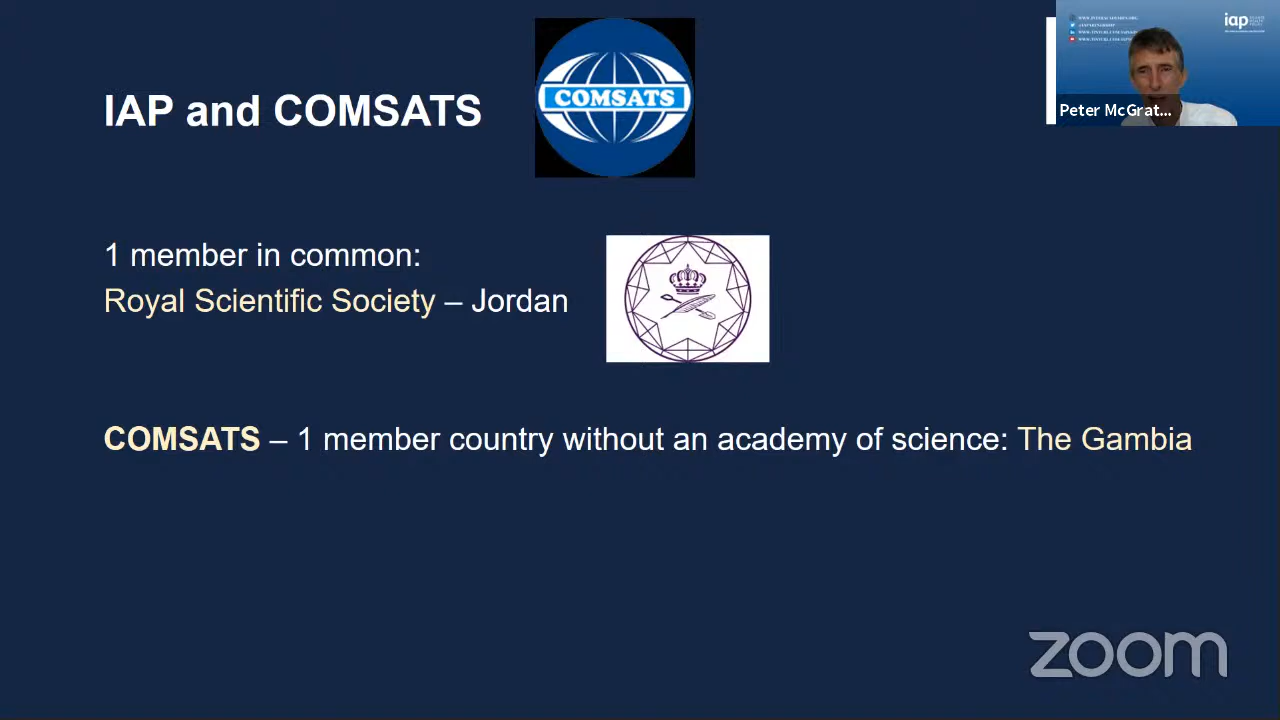 IAP and COMSATS
COMSATS
iap
Peter McGrat...
1 member in common:
Royal Scientific Society – Jordan
COMSATS – 1 member country without an academy of science: The Gambia
zoom